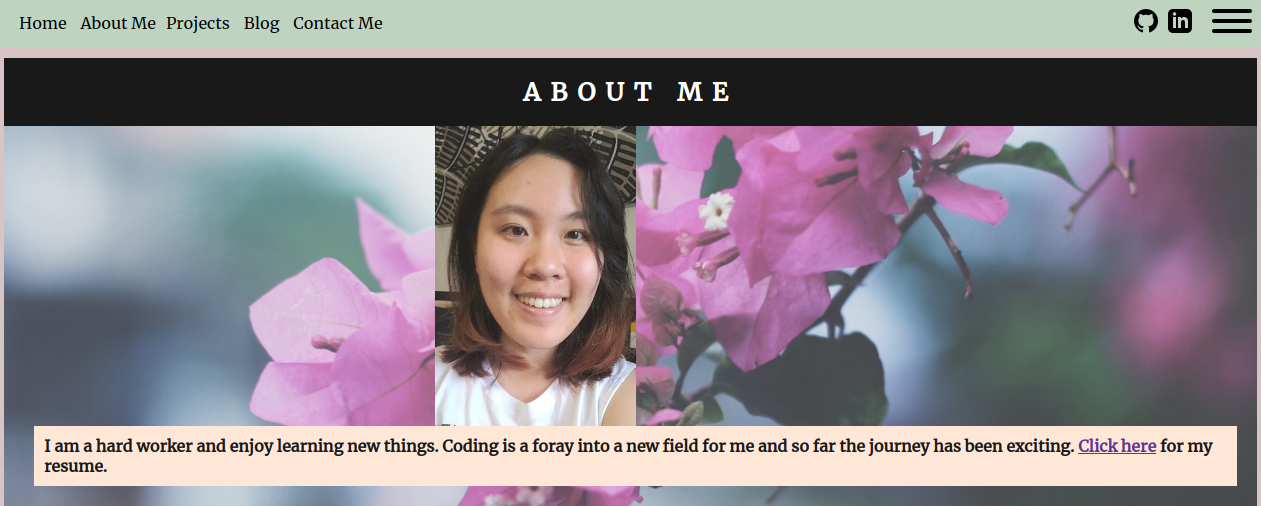 Home About Me Projects Blog Contact Me
in
ABOUT ME
I am a hard worker and enjoy learning new things. Coding is a foray into a new field for me and so far the journey has been exciting. Click here for my
resume.